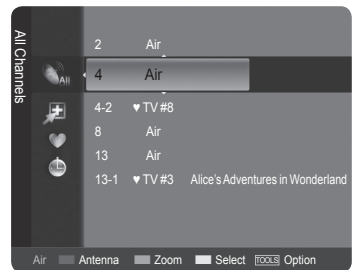 All Channels
All
2 Air
4 Air
4-2 ♥ TV #8
8 Air
13 Air
13-1 ♥ TV #3 Alice's Adventures in Wonderland
Air Antenna Zoom Select TOOLS Option